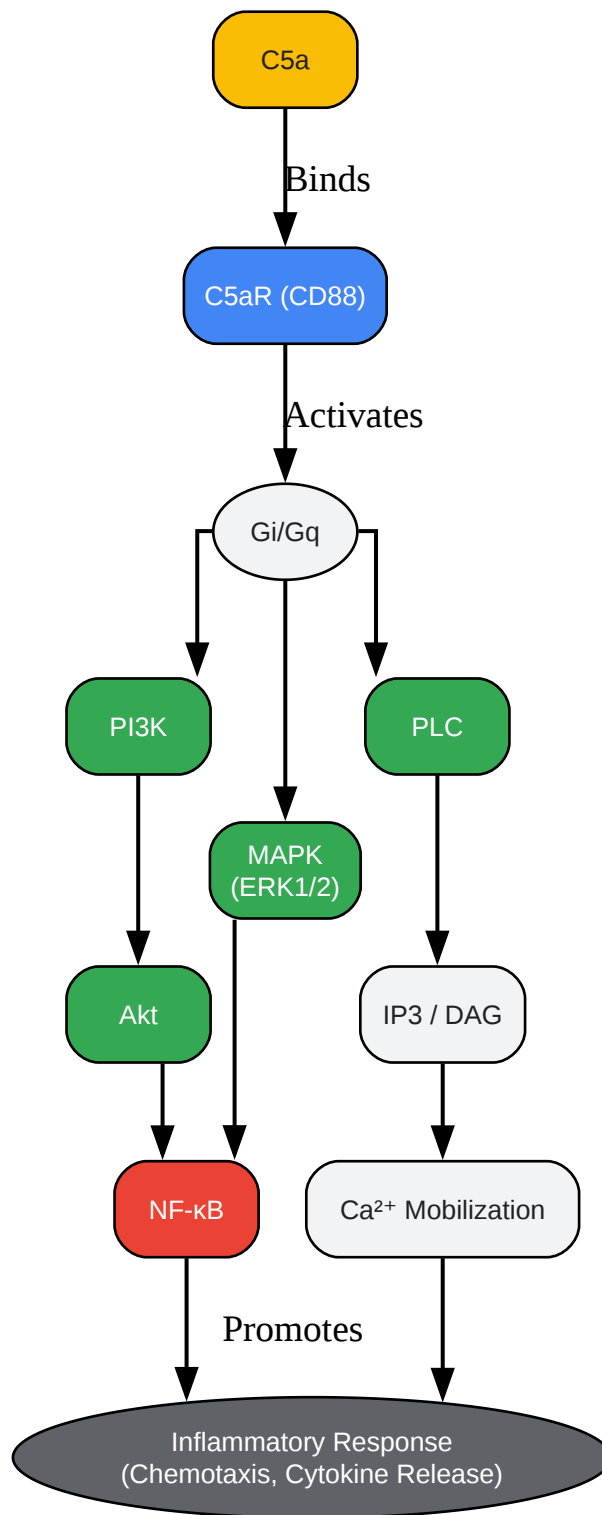 C5a
Binds
C5aR (CD88)
Activates
Gi/Gq
PI3K
PLC
MAPK
(ERK1/2)
Akt
IP3 / DAG
NF-κB
Ca²⁺ Mobilization
Promotes
Inflammatory Response
(Chemotaxis, Cytokine Release)